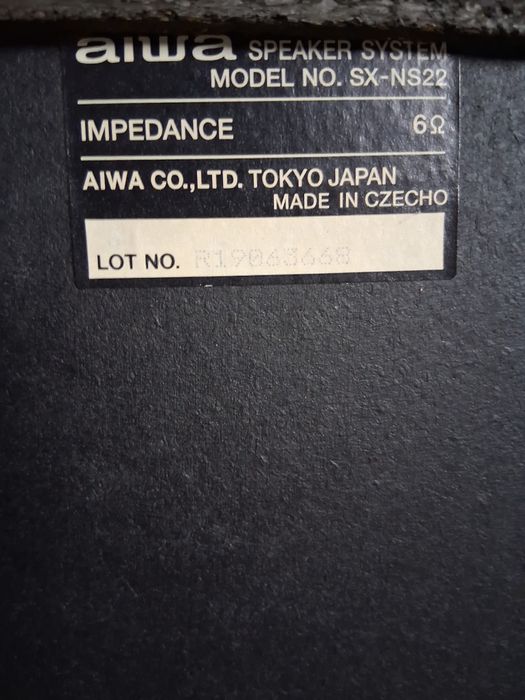 aiwa SPEAKER SYSTEM
MODEL NO. SX-NS22
IMPEDANCE 6Ω
AIWA CO.,LTD. TOKYO JAPAN
MADE IN CZECHO
LOT NO. R19063668